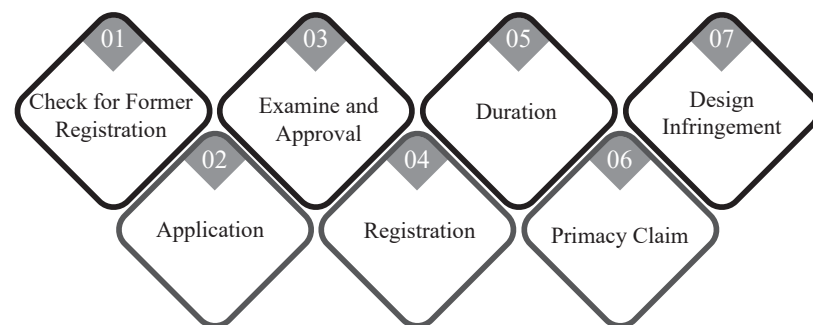 01
Check for Former
Registration
02
Application
03
Examine and
Approval
04
Registration
05
Duration
06
Primacy Claim
07
Design
Infringement